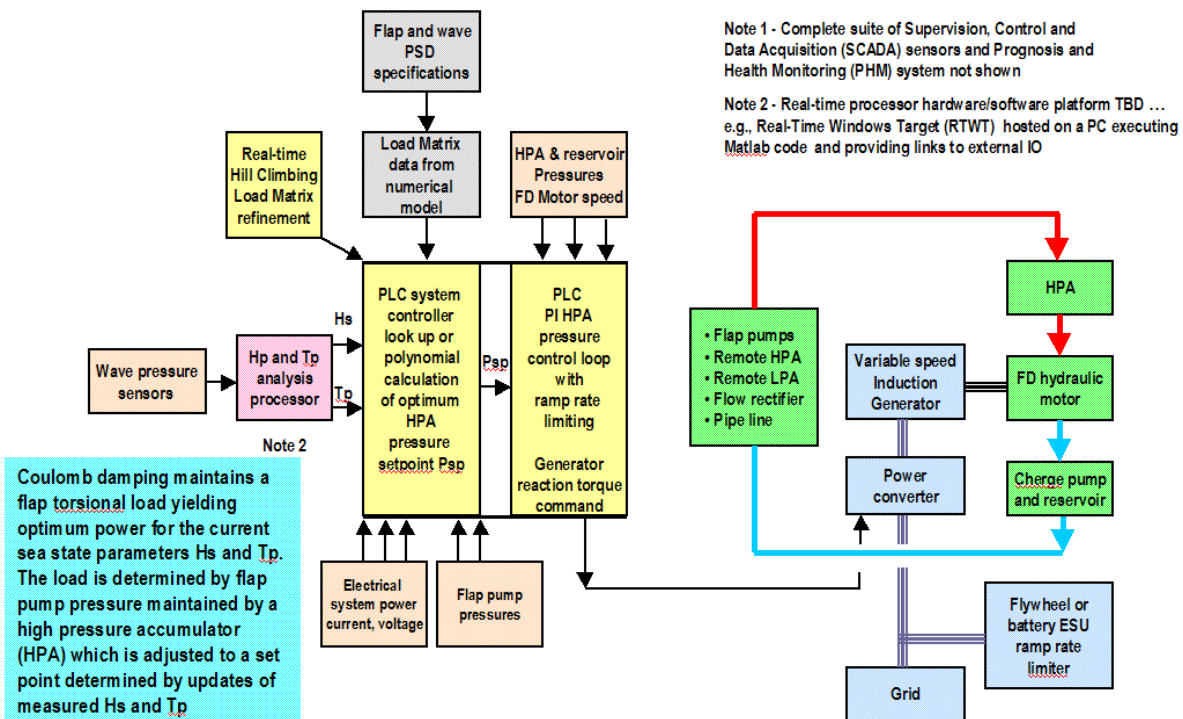 Flap and wave
PSD
specifications
Note 1 - Complete suite of Supervision, Control and
Data Acquisition (SCADA) sensors and Prognosis and
Health Monitoring (PHM) system not shown
Note 2 - Real-time processor hardware/software platform TBD ...
e.g., Real-Time Windows Target (RTWT) hosted on a PC executing
Matlab code and providing links to external IO
Real-time
Hill Climbing
Load Matrix
refinement
Load Matrix
data from
numerical
model
HPA & reservoir
Pressures
FD Motor speed
Wave pressure
sensors
Hp and Tp
analysis
processor
Hs
Tp
Note 2
PLC system
controller
look up or
polynomial
calculation
of optimum
HPA
pressure
setpoint Psp
Psp
PLC
PI HPA
pressure
control loop
with
ramp rate
limiting
Generator
reaction torque
command
Electrical
system power
current, voltage
Flap pump
pressures
• Flap pumps
• Remote HPA
• Remote LPA
• Flow rectifier
• Pipe line
HPA
Variable speed
Induction
Generator
FD hydraulic
motor
Power
converter
Cherge pump
and reservoir
Flywheel or
battery ESU
ramp rate
limiter
Grid
Coulomb damping maintains a
flap torsional load yielding
optimum power for the current
sea state parameters Hs and Tp.
The load is determined by flap
pump pressure maintained by a
high pressure accumulator
(HPA) which is adjusted to a set
point determined by updates of
measured Hs and Tp